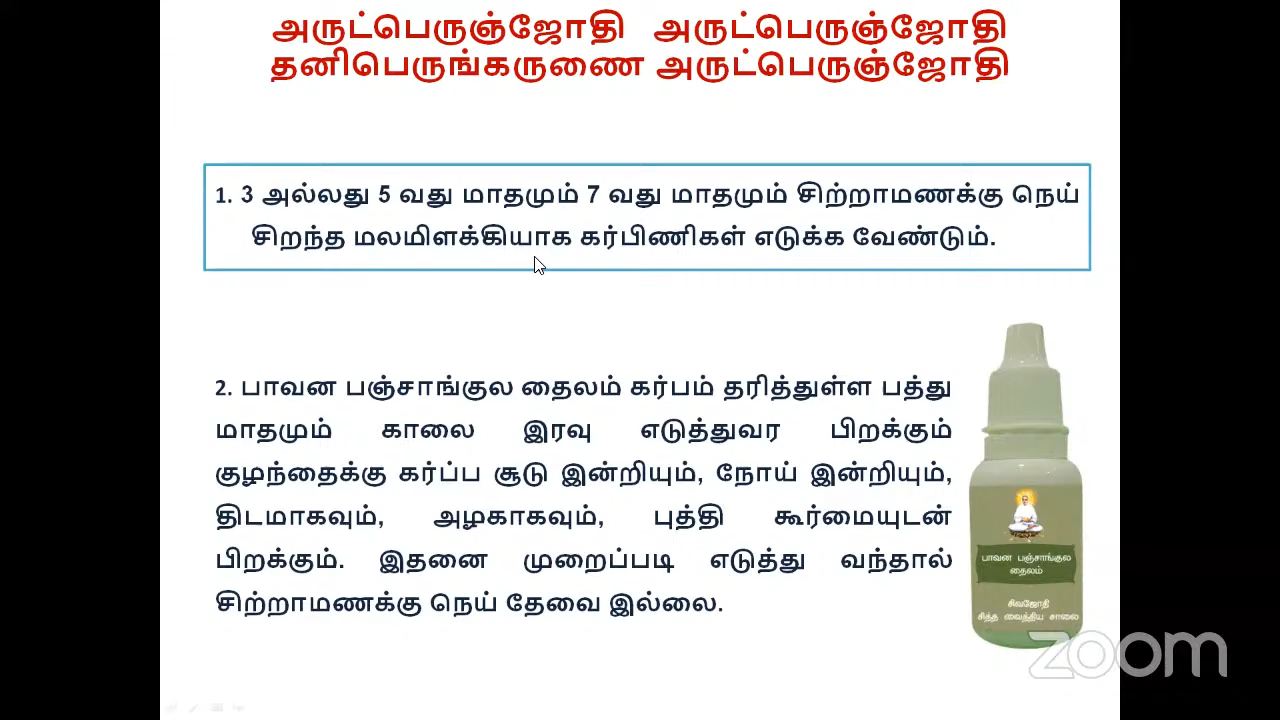 அருட்பெருஞ்ஜோதி அருட்பெருஞ்ஜோதி
தனிபெருங்கருணை அருட்பெருஞ்ஜோதி
1. 3 அல்லது 5 வது மாதமும் 7 வது மாதமும் சிற்றாமணக்கு நெய்
சிறந்த மலமிளக்கியாக கர்பிணிகள் எடுக்க வேண்டும்.
2. பாவன பஞ்சாங்குல தைலம் கர்பம் தரித்துள்ள பத்து
மாதமும் காலை இரவு எடுத்துவர பிறக்கும்
குழந்தைக்கு கர்ப்ப சூடு இன்றியும், நோய் இன்றியும்,
திடமாகவும், அழகாகவும், புத்தி கூர்மையுடன்
பிறக்கும். இதனை முறைப்படி எடுத்து வந்தால்
சிற்றாமணக்கு நெய் தேவை இல்லை.
பாவன பஞ்சாங்குல
தைலம்
சிவஜோதி
சித்த வைத்திய சாலை
zoom